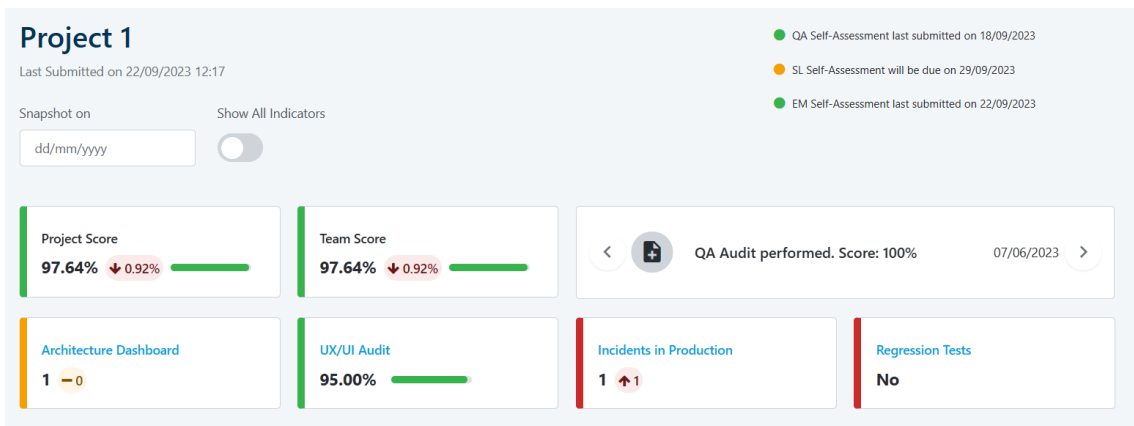 Project 1
Last Submitted on 22/09/2023 12:17
QA Self-Assessment last submitted on 18/09/2023
SL Self-Assessment will be due on 29/09/2023
EM Self-Assessment last submitted on 22/09/2023
Snapshot on
Show All Indicators
dd/mm/yyyy
Project Score
97.64% 0.92%
Team Score
97.64% 0.92%
QA Audit performed. Score: 100% 07/06/2023
Architecture Dashboard
1 0
UX/UI Audit
95.00%
Incidents in Production
1 1
Regression Tests
No